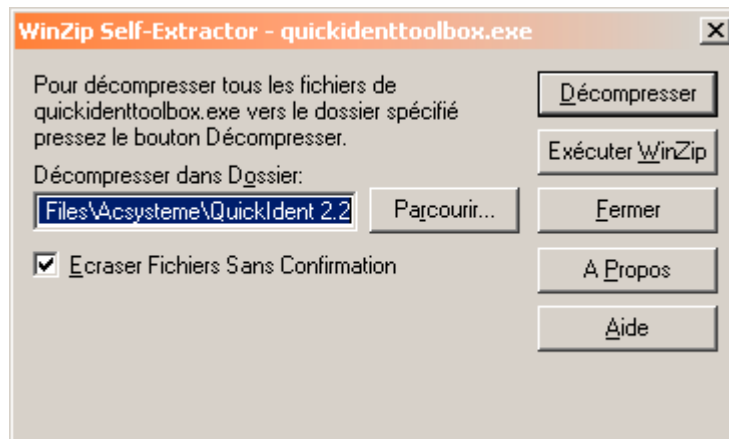 WinZip Self-Extractor - quickidenttoolbox.exe
Pour décompresser tous les fichiers de
quickidenttoolbox.exe vers le dossier spécifié
pressez le bouton Décompresser.
Décompresser dans Dossier:
Files\Acsysteme\QuickIdent 2.2
Parcourir...
Ecraser Fichiers Sans Confirmation
Décompresser
Exécuter WinZip
Fermer
A Propos
Aide